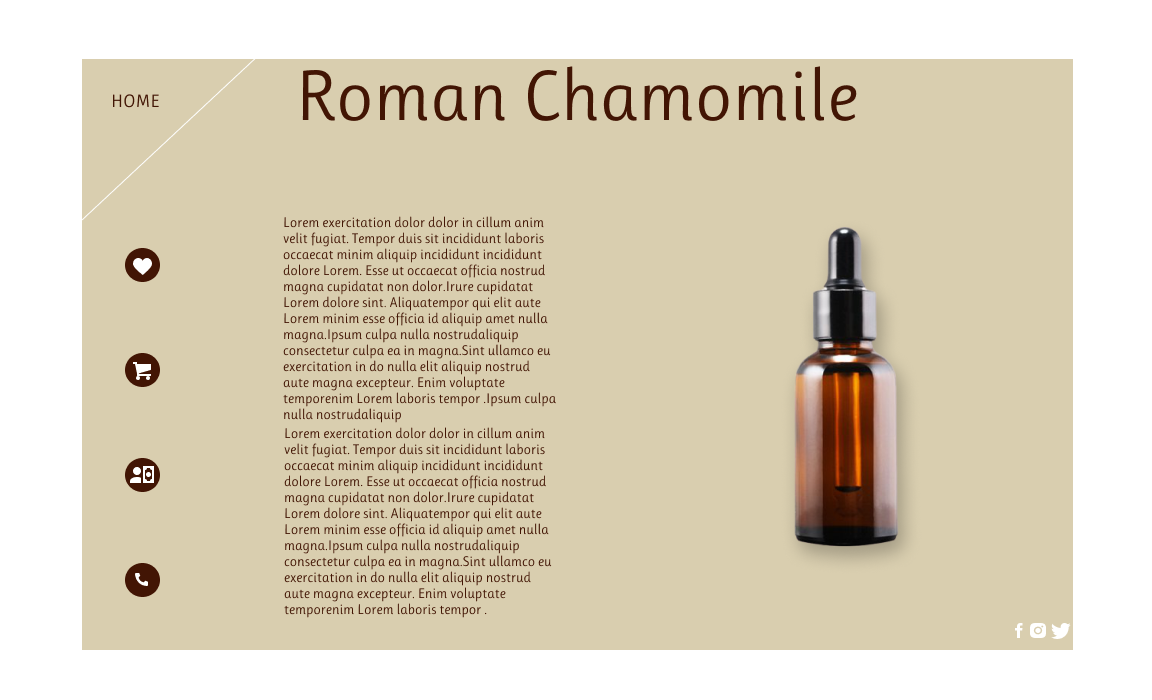 HOME
Roman Chamomile
Lorem exercitation dolor dolor in cillum anim
velit fugiat. Tempor duis sit incididunt laboris
occaecat minim aliquip incididunt incididunt
dolore Lorem. Esse ut occaecat officia nostrud
magna cupidatat non dolor.Irure cupidatat
Lorem dolore sint. Aliquatempor qui elit aute
Lorem minim esse officia id aliquip amet nulla
magna.Ipsum culpa nulla nostrudaliquip
consectetur culpa ea in magna.Sint ullamco eu
exercitation in do nulla elit aliquip nostrud
aute magna excepteur. Enim voluptate
temporenim Lorem laboris tempor .Ipsum culpa
nulla nostrudaliquip
Lorem exercitation dolor dolor in cillum anim
velit fugiat. Tempor duis sit incididunt laboris
occaecat minim aliquip incididunt incididunt
dolore Lorem. Esse ut occaecat officia nostrud
magna cupidatat non dolor.Irure cupidatat
Lorem dolore sint. Aliquatempor qui elit aute
Lorem minim esse officia id aliquip amet nulla
magna.Ipsum culpa nulla nostrudaliquip
consectetur culpa ea in magna.Sint ullamco eu
exercitation in do nulla elit aliquip nostrud
aute magna excepteur. Enim voluptate
temporenim Lorem laboris tempor .